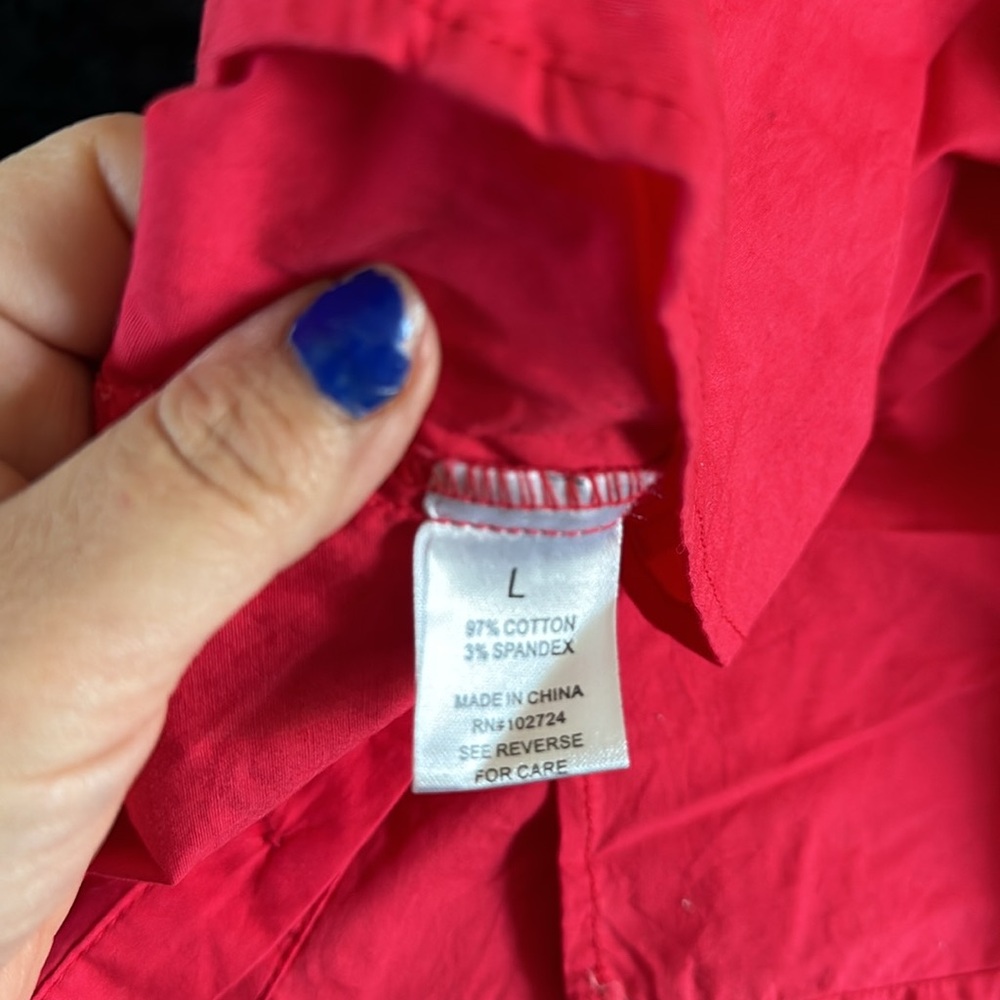 L
97% COTTON
3% SPANDEX
MADE IN CHINA
RN#102724
SEE REVERSE
FOR CARE